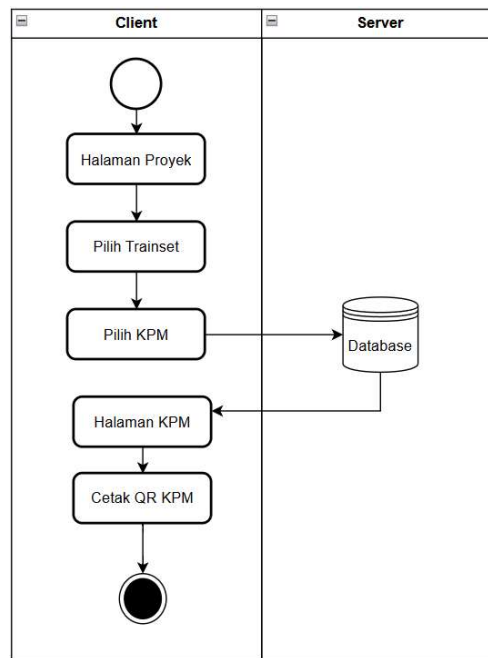 Client
Server
Halaman Proyek
Pilih Trainset
Pilih KPM
Database
Halaman KPM
Cetak QR KPM